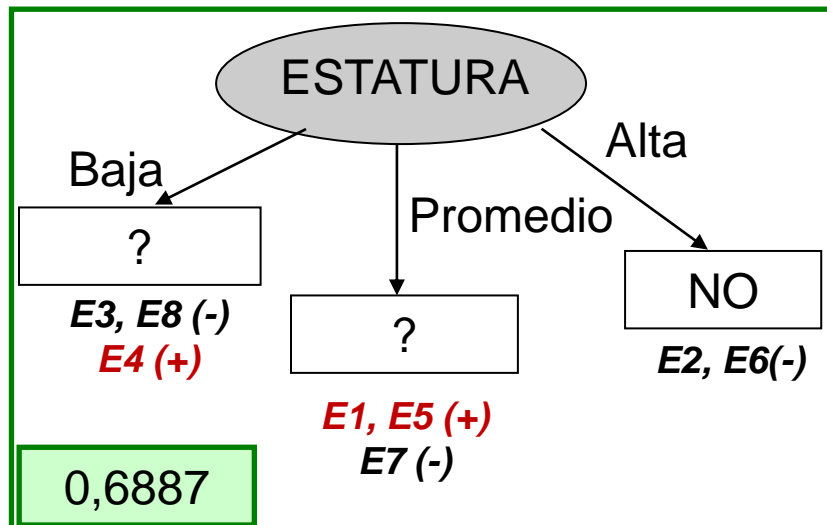 ESTATURA
Baja
Promedio
Alta
?
E3, E8 (-)
E4 (+)
?
E1, E5 (+)
E7 (-)
NO
E2, E6(-)
0,6887